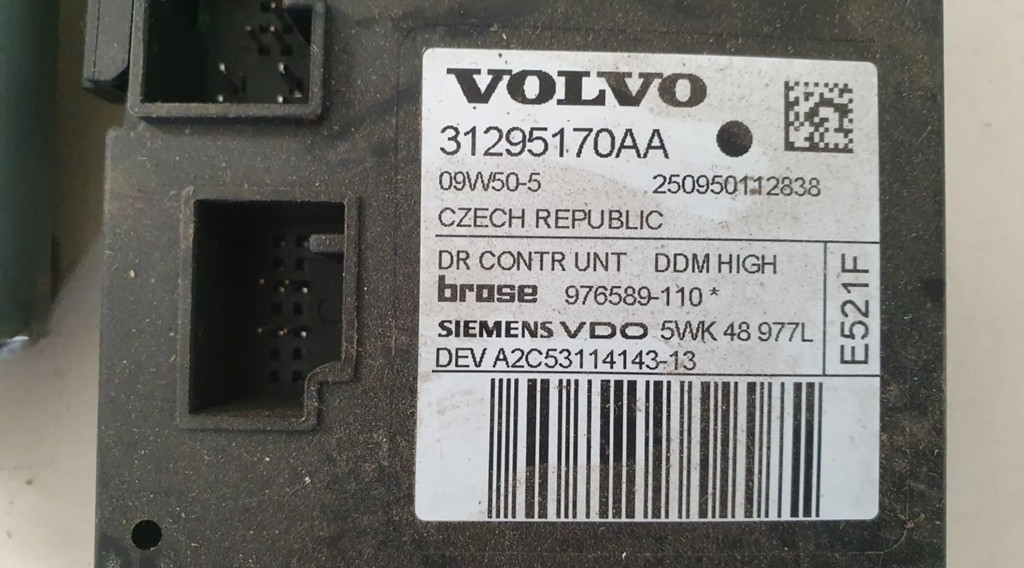 VOLVO
31295170AA
09W50-5 250950112838
CZECH REPUBLIC
DR CONTR UNT DDM HIGH
brose 976589-110*
SIEMENS VDO 5WK 48 977L
DEV A2C53114143-13
E521F